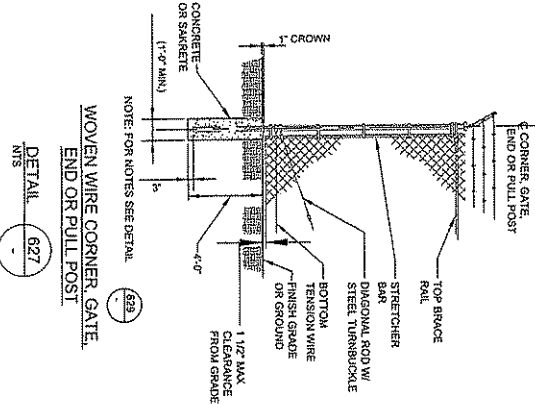 ℄ CORNER, GATE,
END OR PULL POST
TOP BRACE
RAIL
STRETCHER
BAR
DIAGONAL ROD W/
STEEL TURNBUCKLE
BOTTOM
TENSION WIRE
FINISH GRADE
OR GROUND
1 1/2" MAX
CLEARANCE
FROM GRADE
1" CROWN
CONCRETE
OR SAKRETE
(1'-0" MIN.)
4'-0"
NOTE: FOR NOTES SEE DETAIL
629
-
WOVEN WIRE CORNER, GATE,
END OR PULL POST
DETAIL
NTS
627
-